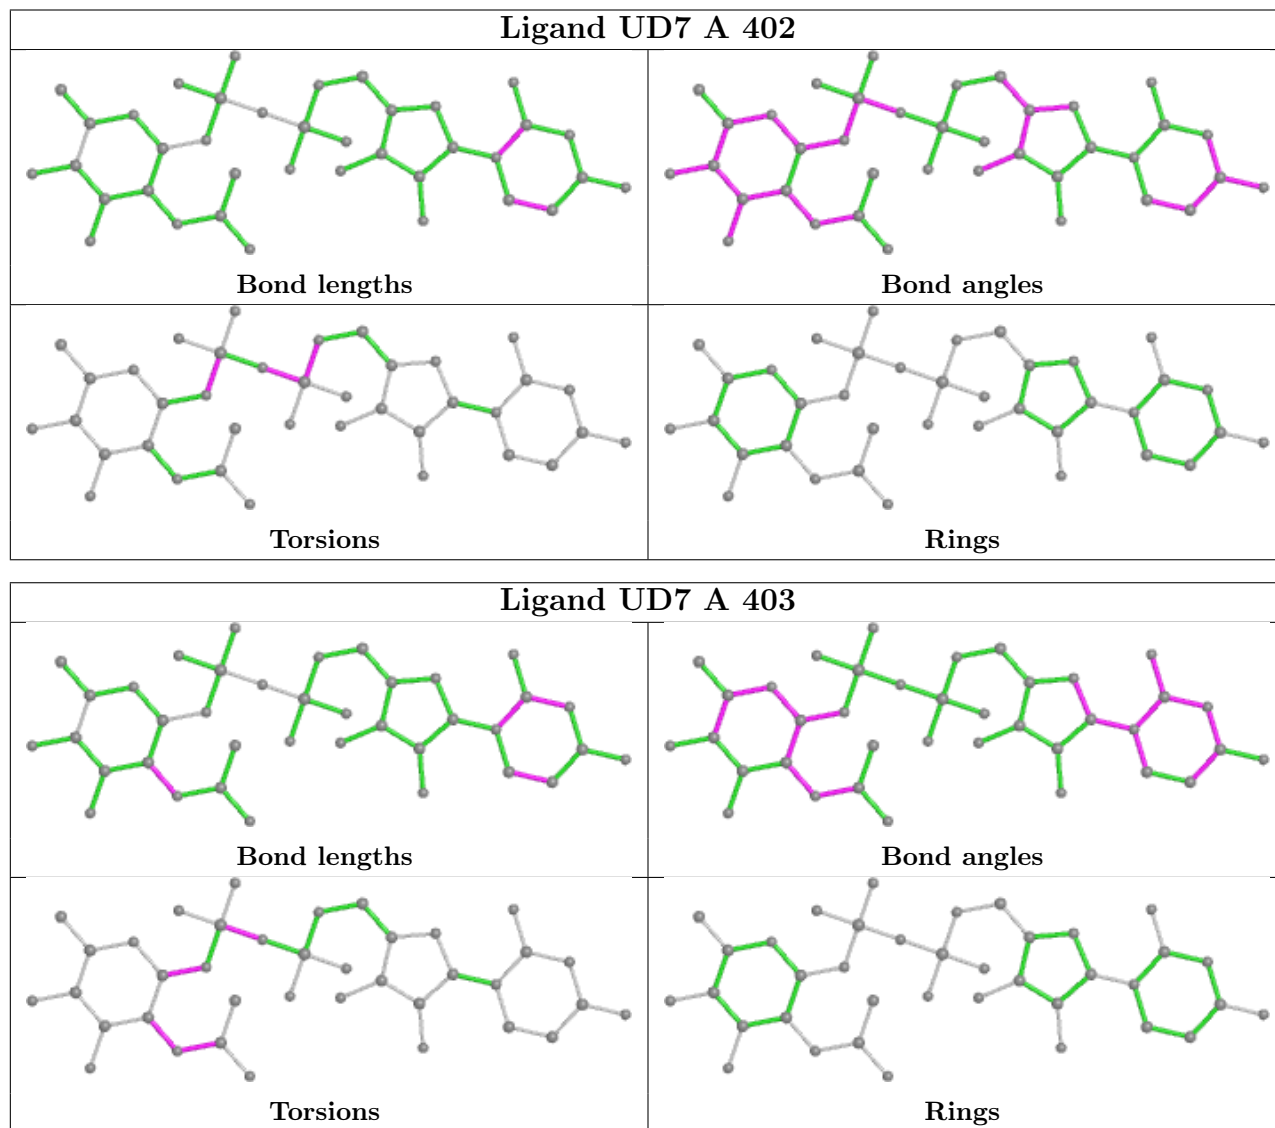 Ligand UD7 A 402
Bond lengths
Bond angles
Torsions
Rings
Ligand UD7 A 403
Bond lengths
Bond angles
Torsions
Rings